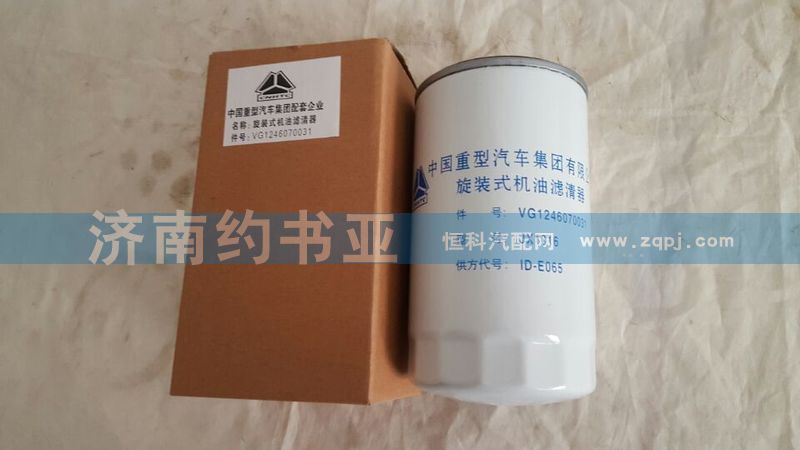 CNHTC
中国重型汽车集团配套企业
名称：旋装式机油滤清器
件号：VG1246070031
中国重型汽车集团有限公
旋装式机油滤清器
件 号：VG1246070031
供方代号：ID-E065
济南约书亚
恒科汽配网 www.zqpj.com